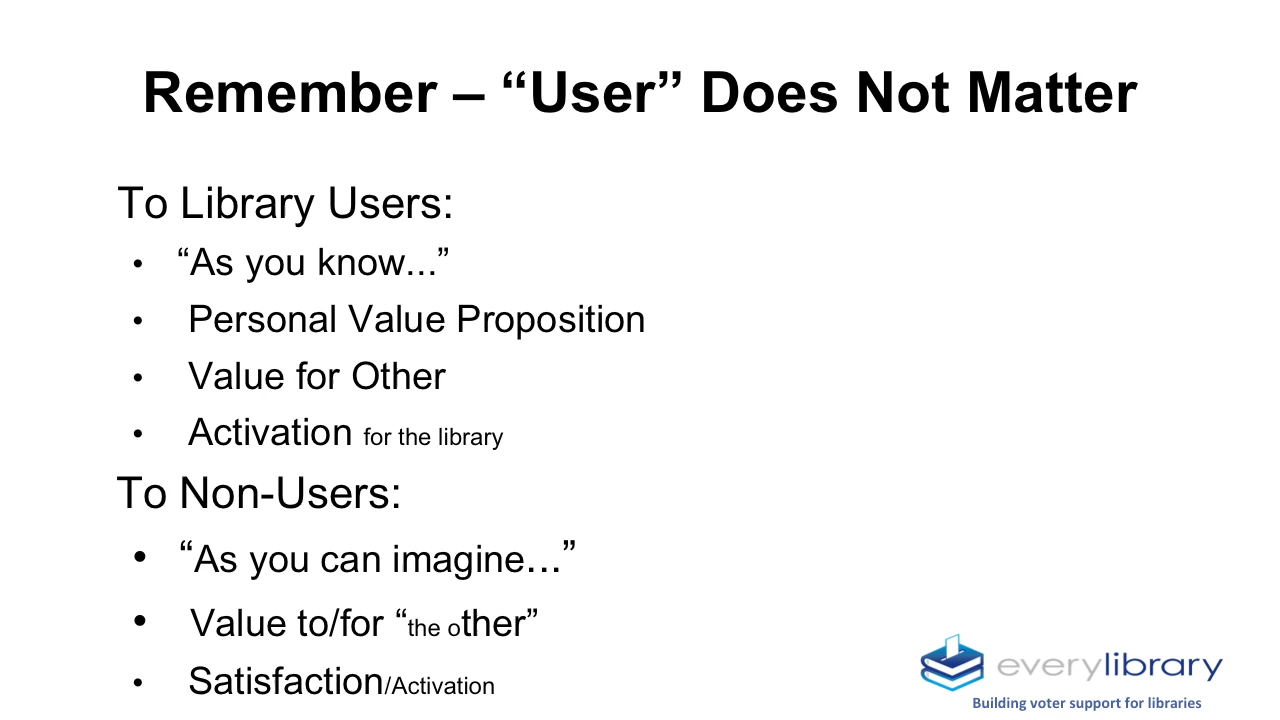 Remember – “User” Does Not Matter
To Library Users:
• “As you know...”
• Personal Value Proposition
• Value for Other
• Activation for the library
To Non-Users:
• “As you can imagine...”
• Value to/for “the other”
• Satisfaction/Activation
everylibrary
Building voter support for libraries